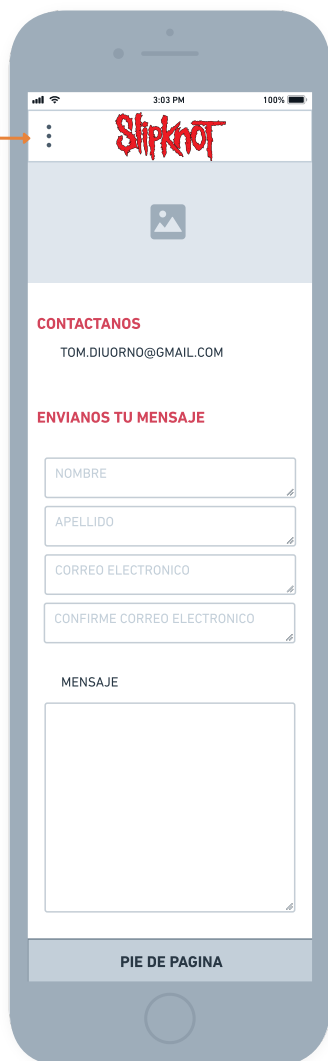 3:03 PM
100%
SlipknoT
CONTACTANOS
TOM.DIUORNO@GMAIL.COM
ENVIANOS TU MENSAJE
NOMBRE
APELLIDO
CORREO ELECTRONICO
CONFIRME CORREO ELECTRONICO
MENSAJE
PIE DE PAGINA